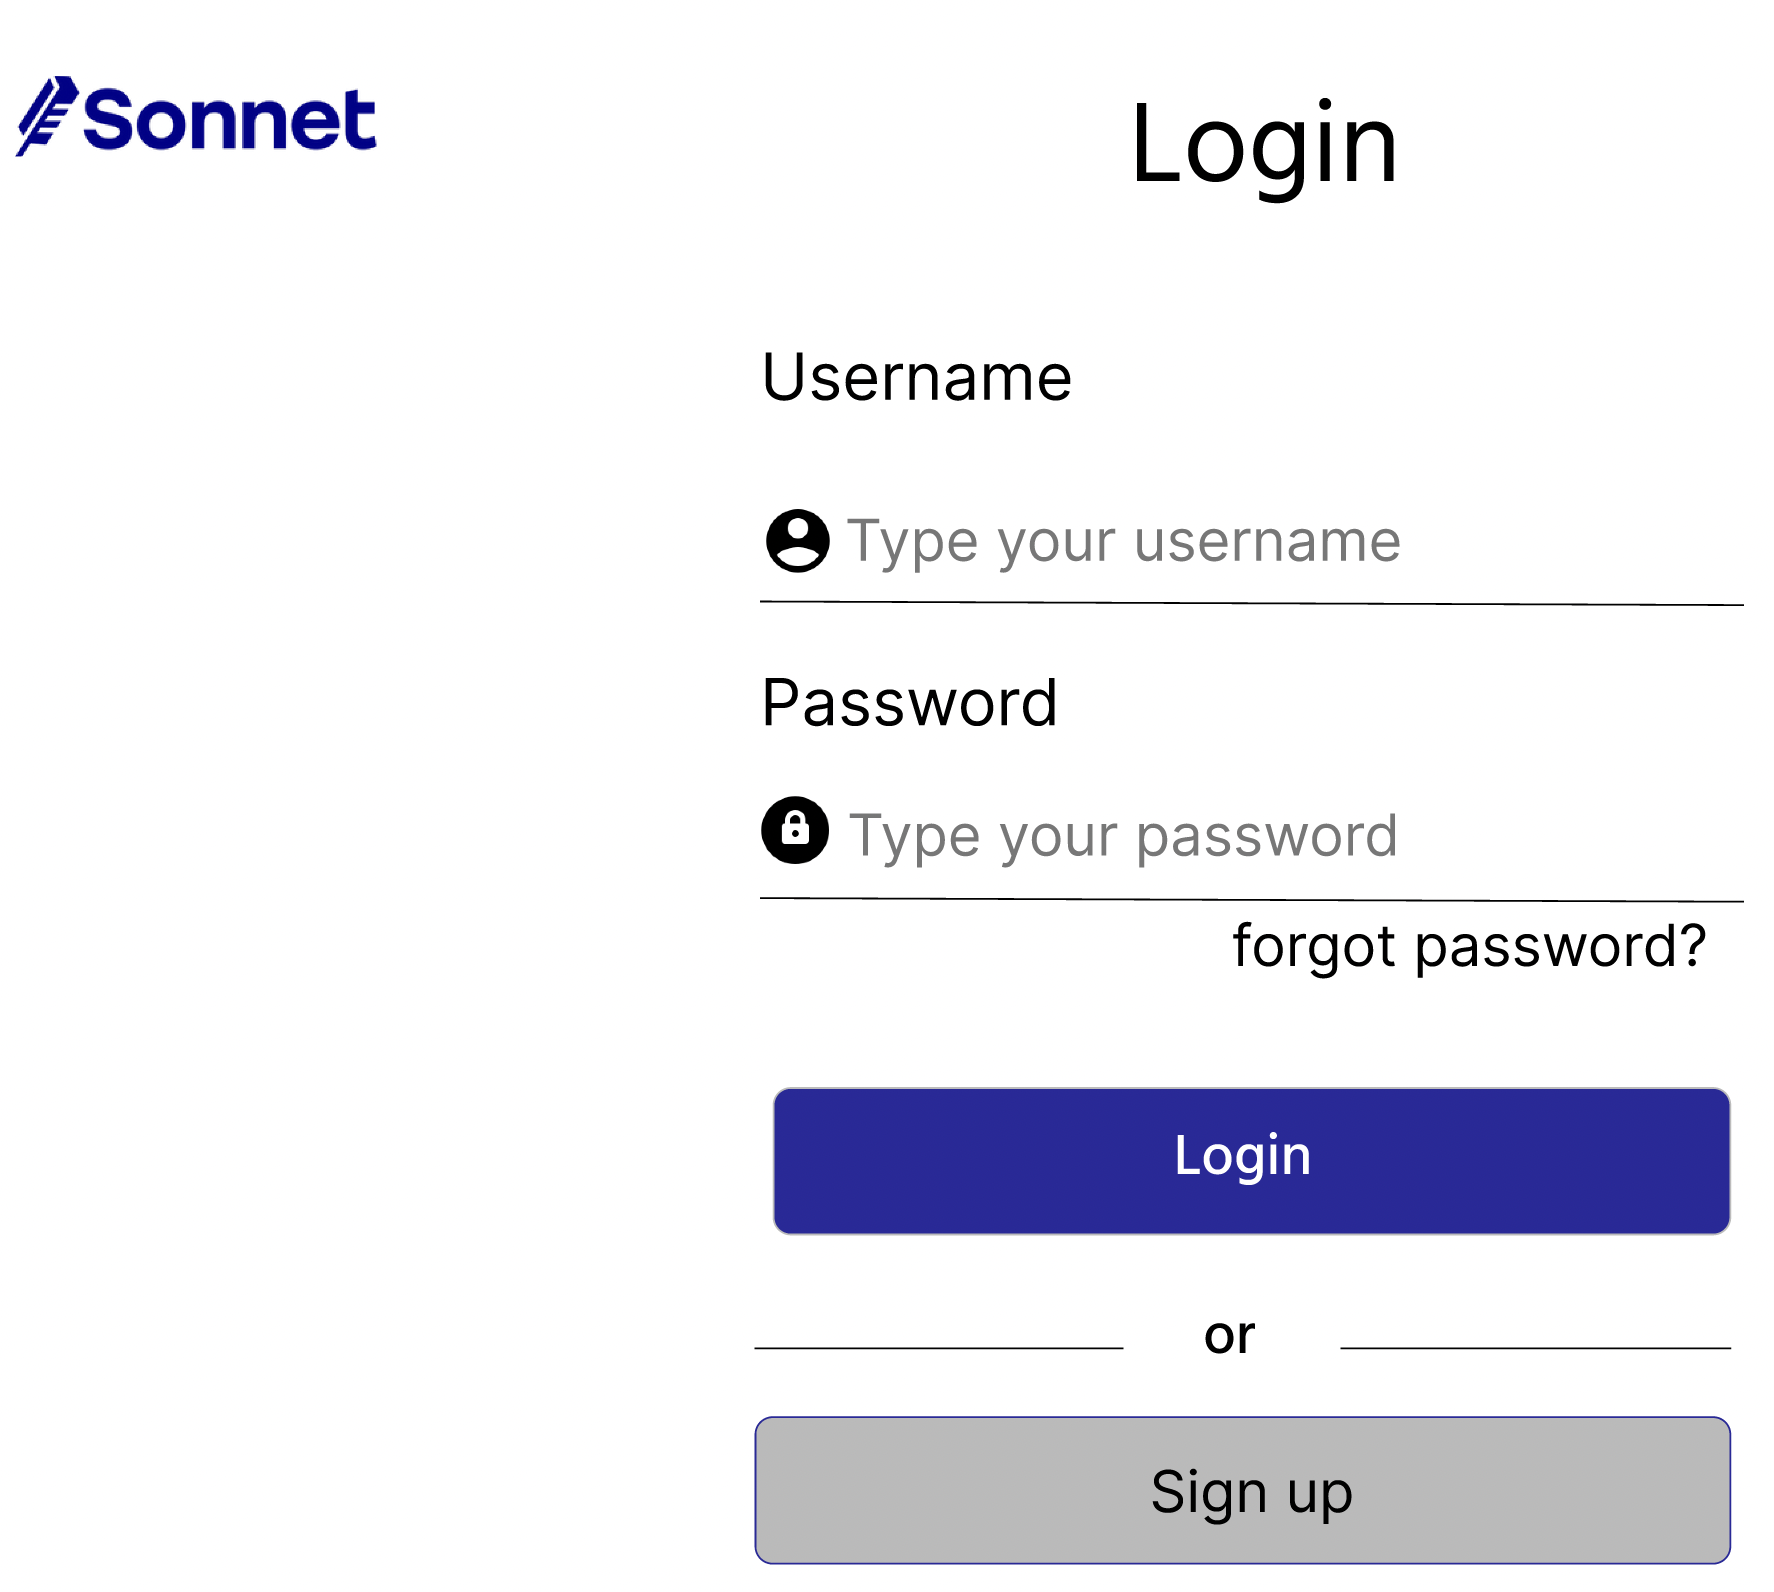 Sonnet
Login
Username
Type your username
Password
Type your password
forgot password?
Login
or
Sign up